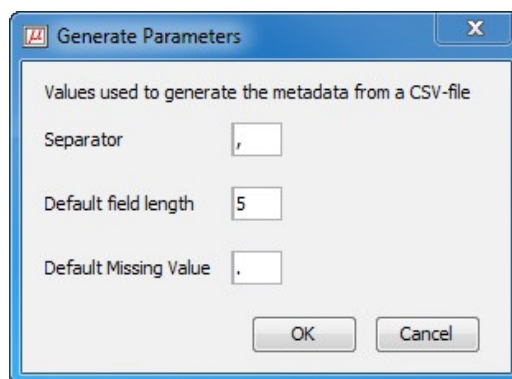 μ Generate Parameters X
Values used to generate the metadata from a CSV-file
Separator ,
Default field length 5
Default Missing Value .
OK Cancel